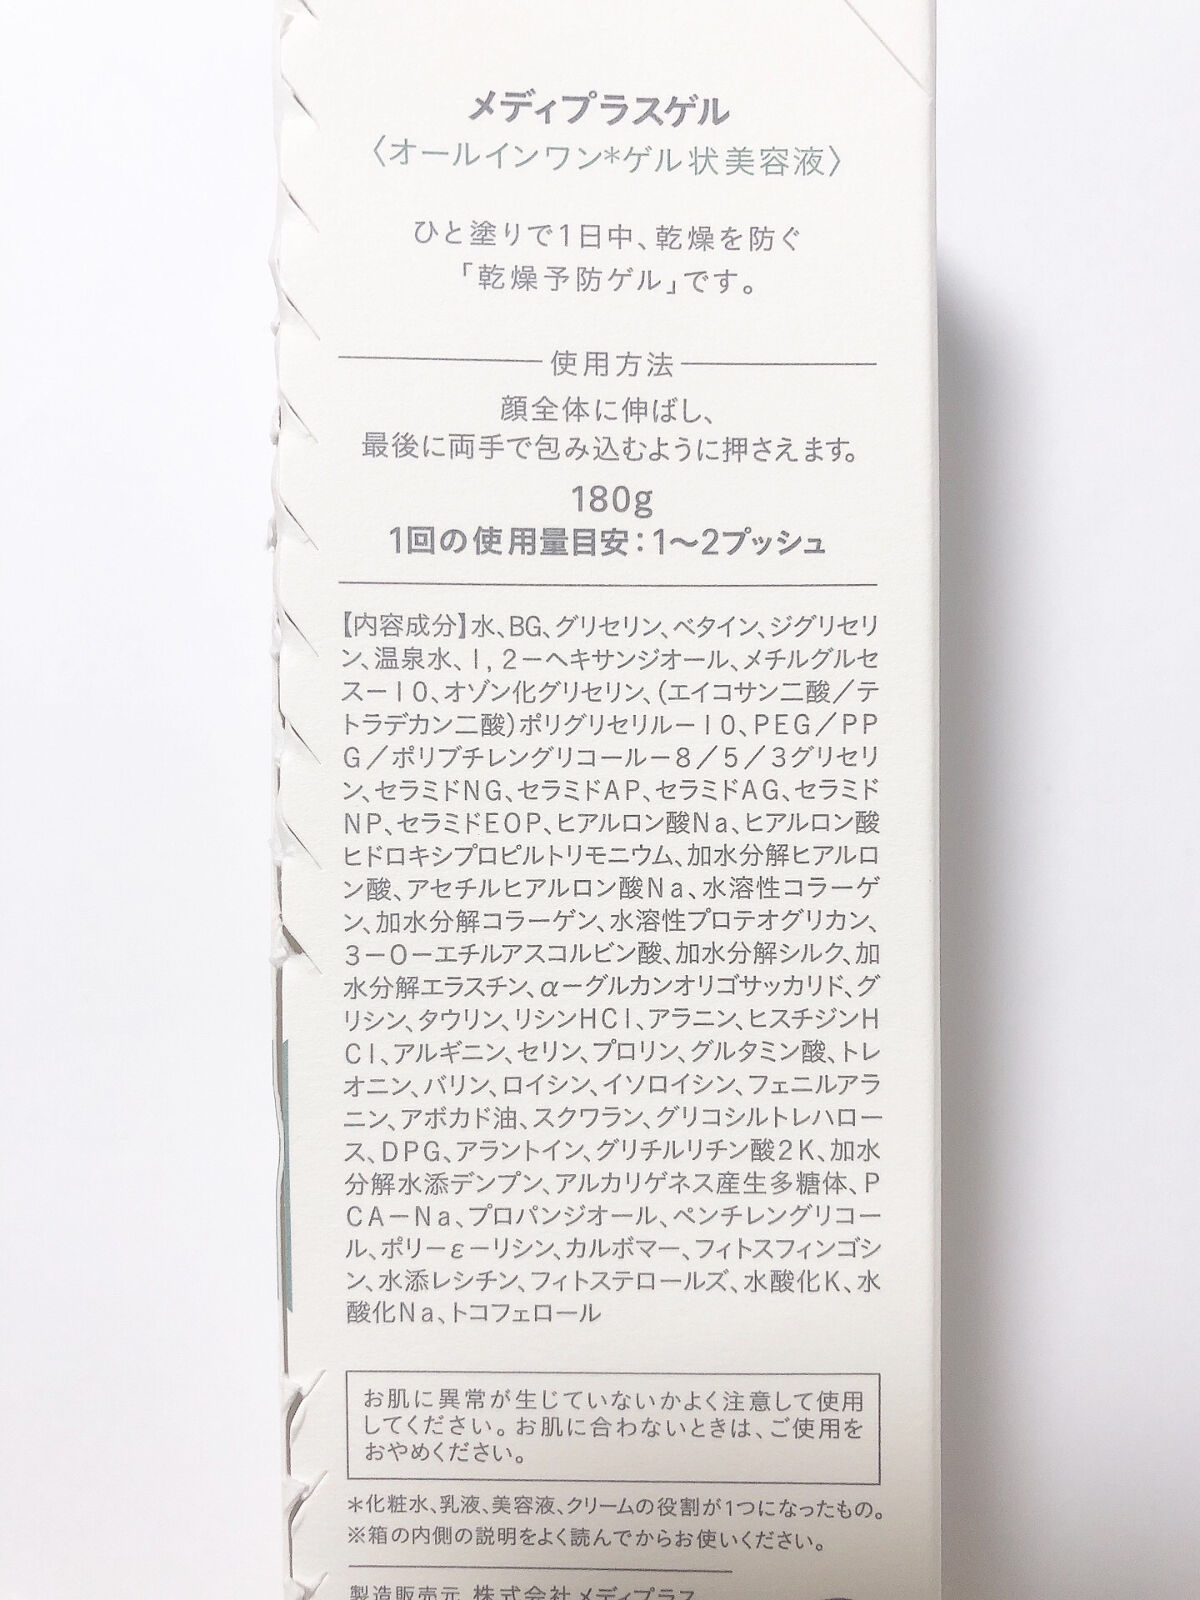 メディプラスゲル
〈オールインワン*ゲル状美容液〉
ひと塗りで1日中、乾燥を防ぐ
「乾燥予防ゲル」です。
使用方法
顔全体に伸ばし、
最後に両手で包み込むように押さえます。
180g
1回の使用量目安：1〜2プッシュ
【内容成分】水、BG、グリセリン、ベタイン、ジグリセリ
ン、温泉水、1,2－ヘキサンジオール、メチルグルセ
ス－10、オゾン化グリセリン、(エイコサン二酸／テ
トラデカン二酸)ポリグリセリル－10、PEG／PP
G／ポリブチレングリコール－8／5／3グリセリ
ン、セラミドNG、セラミドAP、セラミドAG、セラミド
NP、セラミドEOP、ヒアルロン酸Na、ヒアルロン酸
ヒドロキシプロピルトリモニウム、加水分解ヒアルロ
ン酸、アセチルヒアルロン酸Na、水溶性コラーゲ
ン、加水分解コラーゲン、水溶性プロテオグリカン、
3－O－エチルアスコルビン酸、加水分解シルク、加
水分解エラスチン、α－グルカンオリゴサッカリド、グ
リシン、タウリン、リシンHCl、アラニン、ヒスチジンH
Cl、アルギニン、セリン、プロリン、グルタミン酸、トレ
オニン、バリン、ロイシン、イソロイシン、フェニルアラ
ニン、アボカド油、スクワラン、グリコシルトレハロー
ス、DPG、アラントイン、グリチルリチン酸2K、加水
分解水添デンプン、アルカリゲネス産生多糖体、P
CA－Na、プロパンジオール、ペンチレングリコー
ル、ポリ－ε－リシン、カルボマー、フィトスフィンゴシ
ン、水添レシチン、フィトステロールズ、水酸化K、水
酸化Na、トコフェロール
お肌に異常が生じていないかよく注意して使用
してください。お肌に合わないときは、ご使用を
おやめください。
＊化粧水、乳液、美容液、クリームの役割が1つになったもの。
※箱の内側の説明をよく読んでからお使いください。
製造販売元 株式会社メディプラス